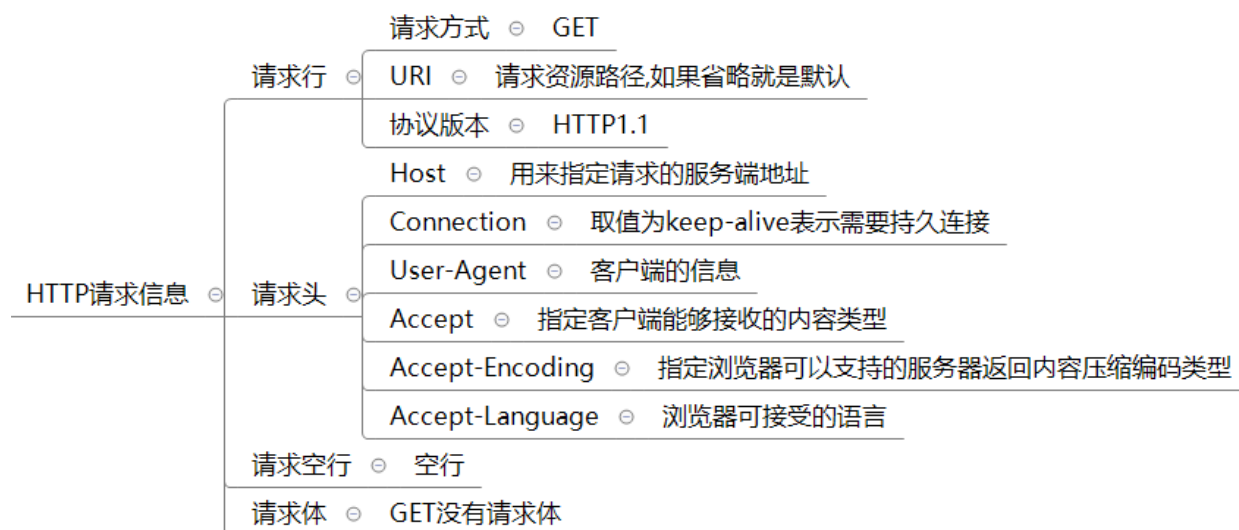 请求方式 GET
请求行 URI 请求资源路径,如果省略就是默认
协议版本 HTTP1.1
Host 用来指定请求的服务端地址
Connection 取值为keep-alive表示需要持久连接
User-Agent 客户端的信息
HTTP请求信息 请求头
Accept 指定客户端能够接收的内容类型
Accept-Encoding 指定浏览器可以支持的服务器返回内容压缩编码类型
Accept-Language 浏览器可接受的语言
请求空行 空行
请求体 GET没有请求体